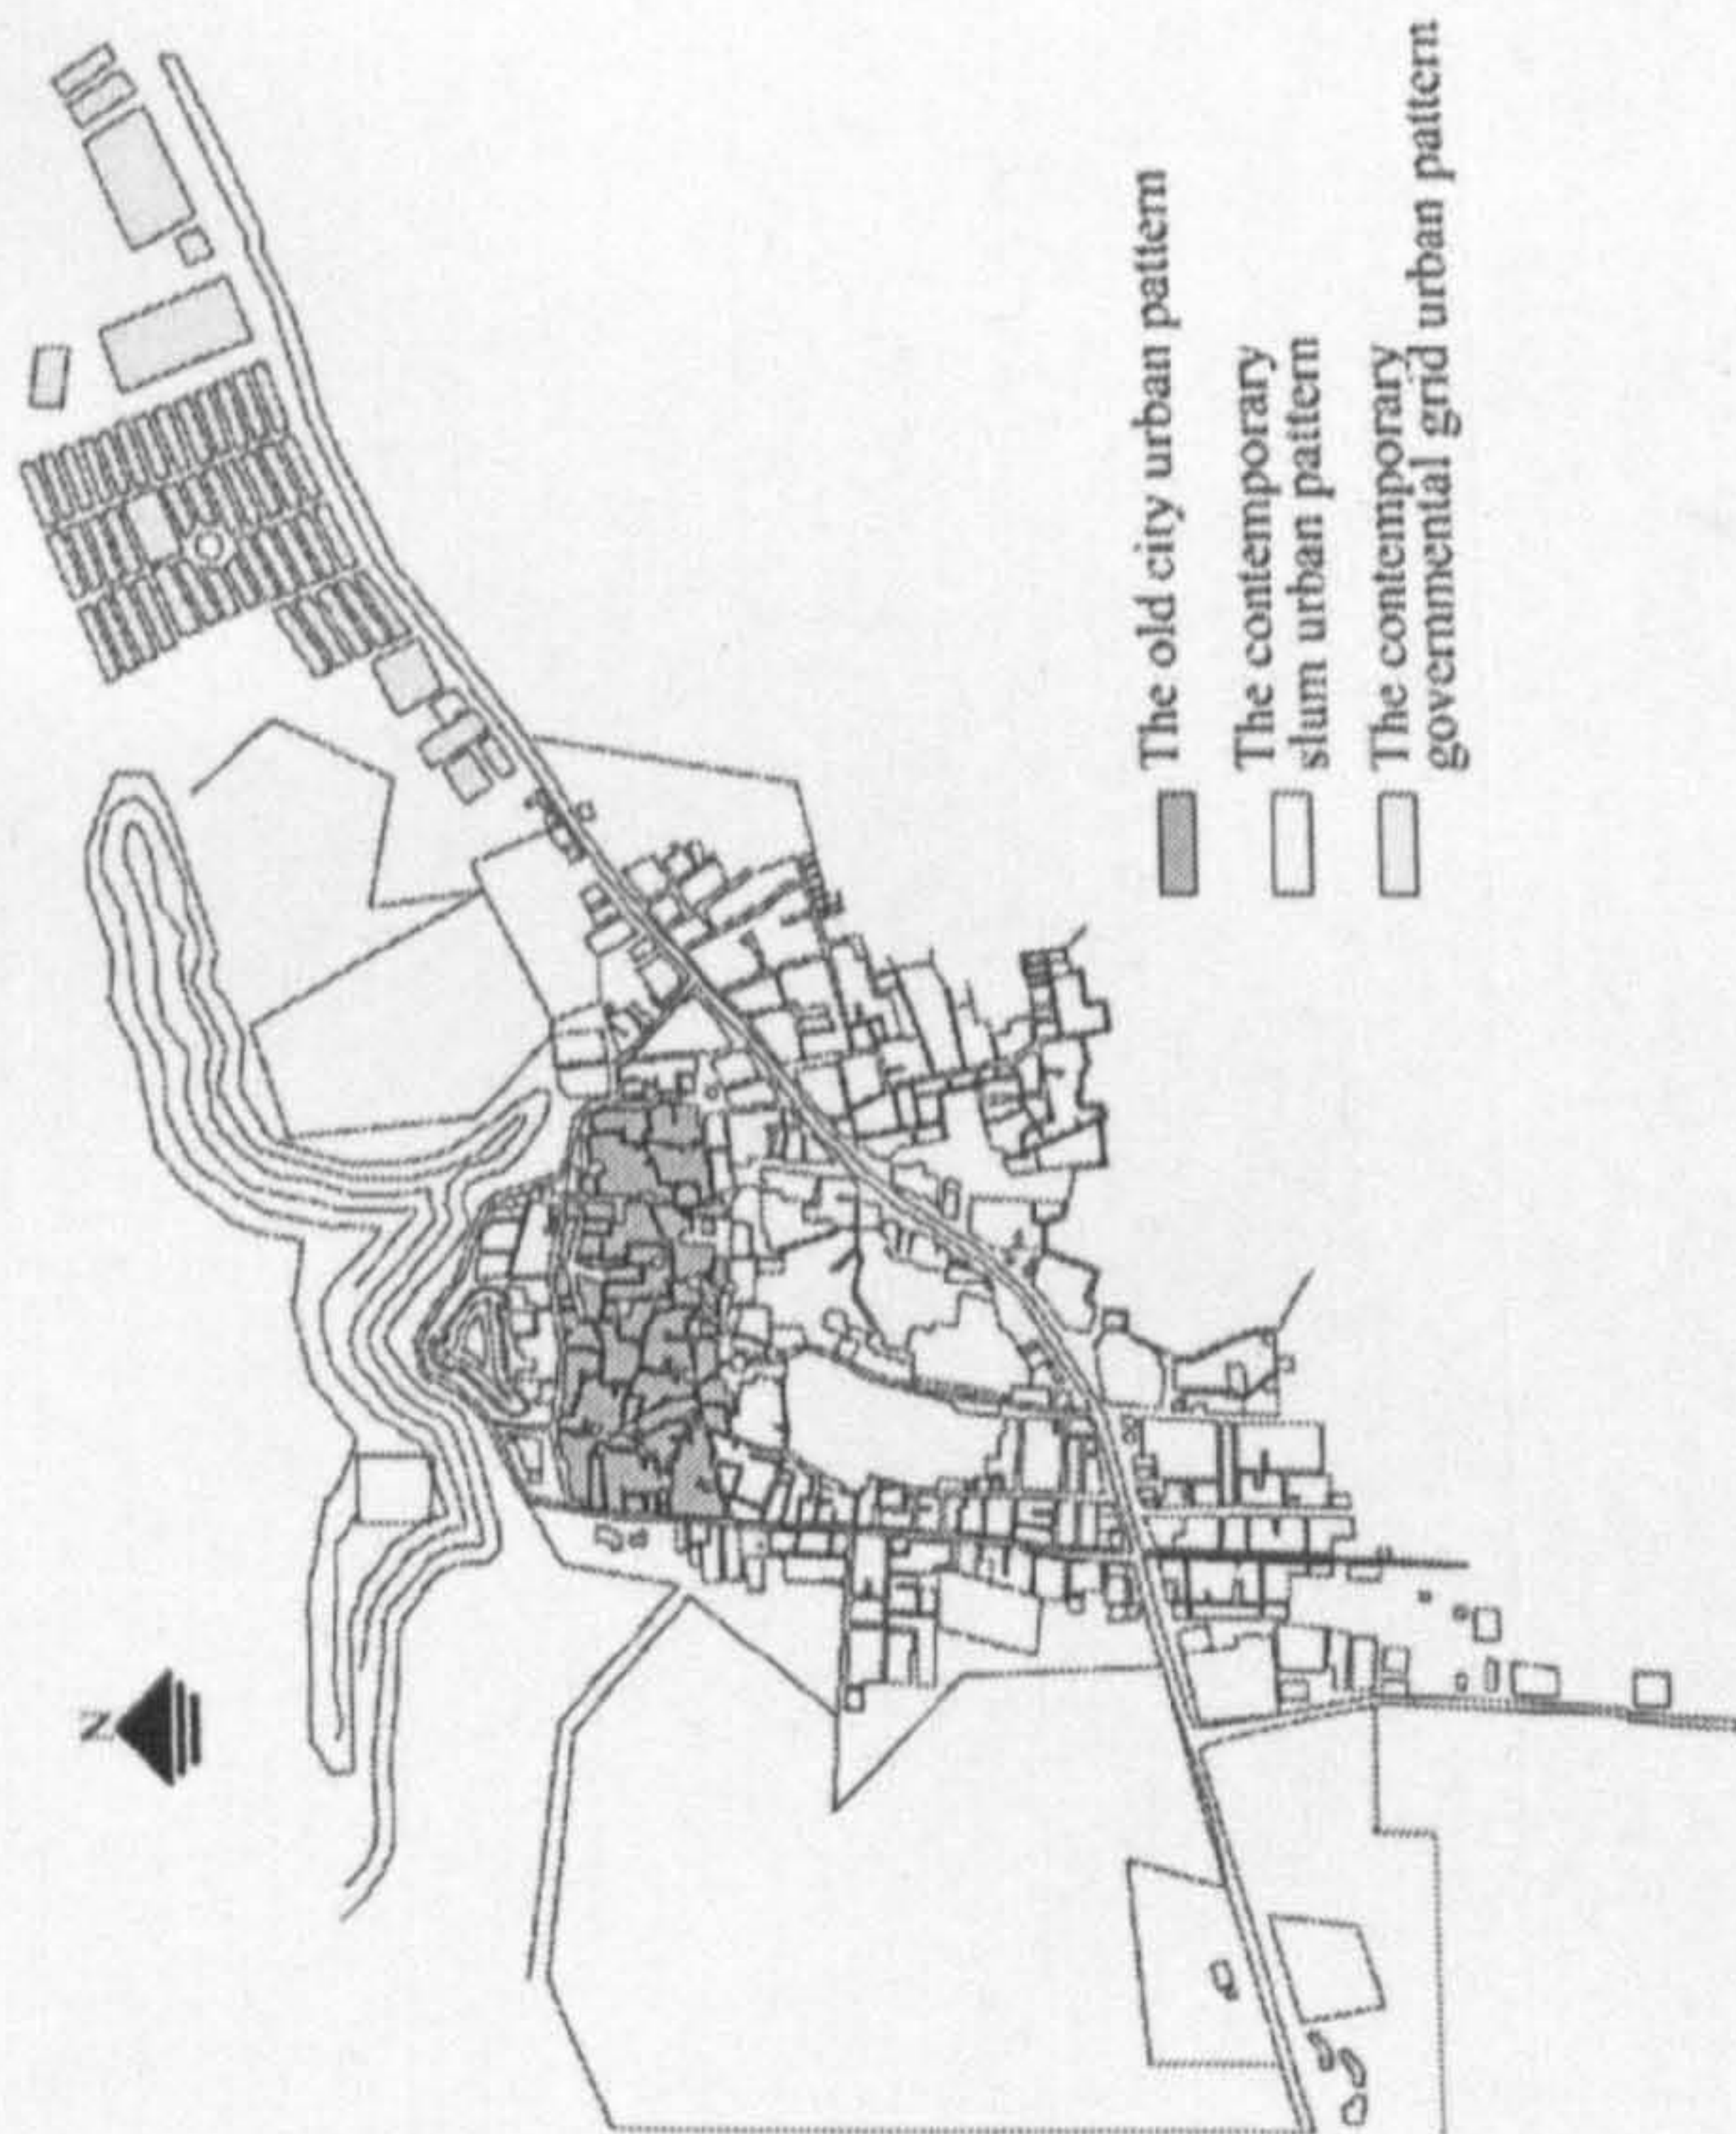 N
The old city urban pattern
The contemporary
slum urban pattern
The contemporary
governmental grid urban pattern